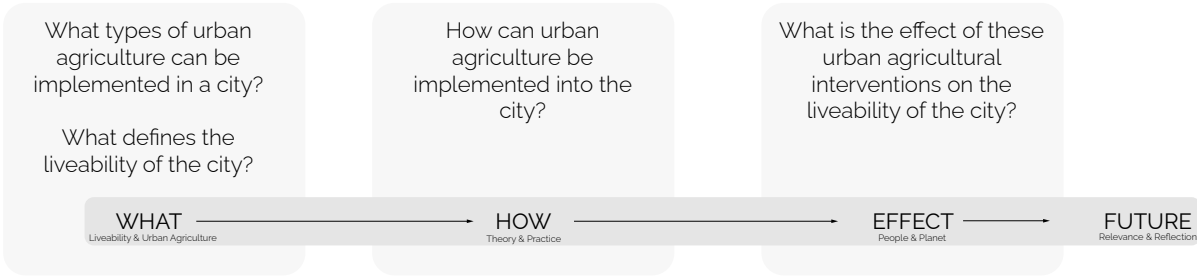 What types of urban
agriculture can be
implemented in a city?
What defines the
liveability of the city?
How can urban
agriculture be
implemented into the
city?
What is the effect of these
urban agricultural
interventions on the
liveability of the city?
WHAT
Liveability & Urban Agriculture
HOW
Theory & Practice
EFFECT
People & Planet
FUTURE
Relevance & Reflection